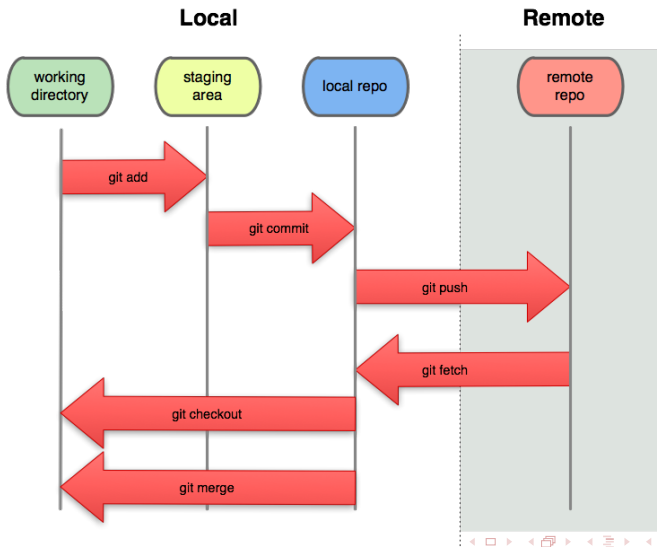 Local
Remote
working
directory
staging
area
local repo
remote
repo
git add
git commit
git push
git fetch
git checkout
git merge